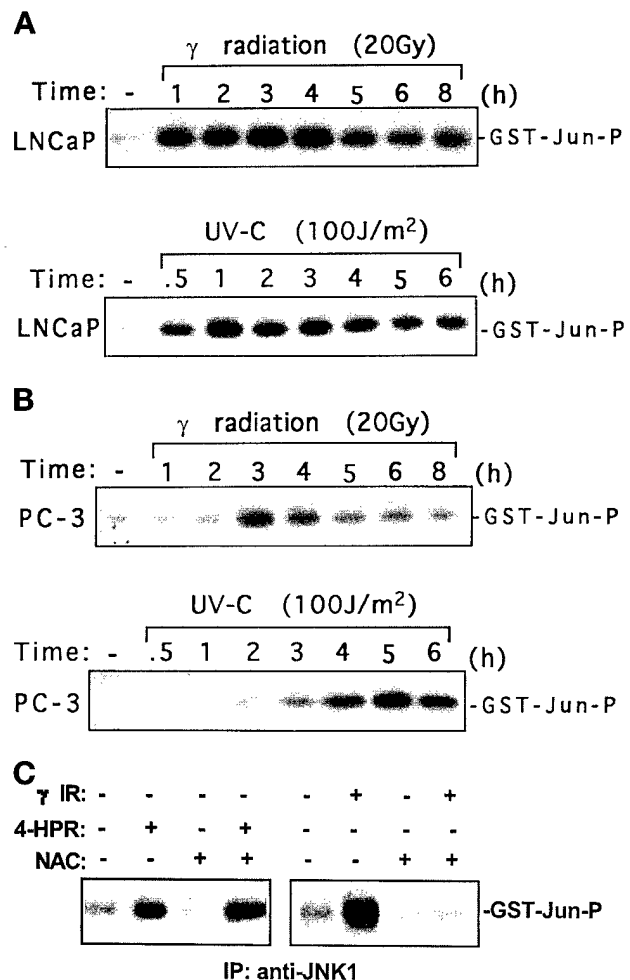 A
γ radiation (20Gy)
Time: - 1 2 3 4 5 6 8 (h)
LNCaP -GST-Jun-P
UV-C (100J/m²)
Time: - .5 1 2 3 4 5 6 (h)
LNCaP -GST-Jun-P
B
γ radiation (20Gy)
Time: - 1 2 3 4 5 6 8 (h)
PC-3 -GST-Jun-P
UV-C (100J/m²)
Time: - .5 1 2 3 4 5 6 (h)
PC-3 -GST-Jun-P
C
γ IR: - - - - - + - +
4-HPR: - + - + - - - -
NAC: - - + + - - + +
-GST-Jun-P
IP: anti-JNK1